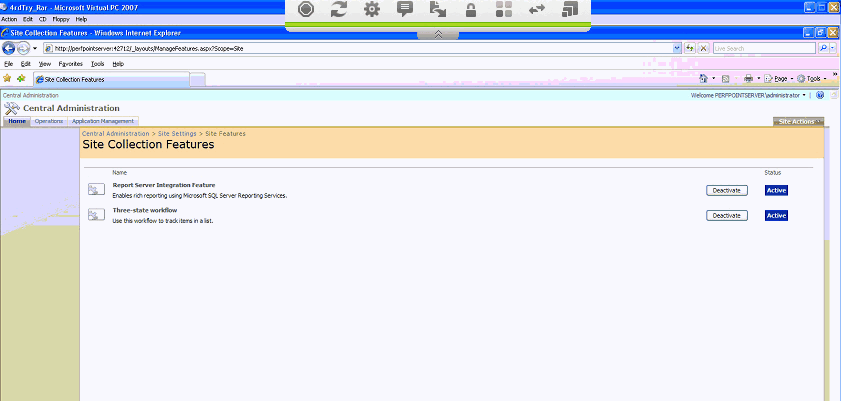 4rdTry_Rar - Microsoft Virtual PC 2007
Action Edit CD Floppy Help
Site Collection Features - Windows Internet Explorer
http://perfpointserver:42712/_layouts/ManageFeatures.aspx?Scope=Site
Live Search
File Edit View Favorites Tools Help
Site Collection Features
Page Tools
Central Administration
Welcome PERFPOINTSERVER\administrator
Central Administration
Home Operations Application Management
Site Actions
Central Administration > Site Settings > Site Features
Site Collection Features
Name Status
Report Server Integration Feature
Enables rich reporting using Microsoft SQL Server Reporting Services.
Deactivate Active
Three-state workflow
Use this workflow to track items in a list.
Deactivate Active